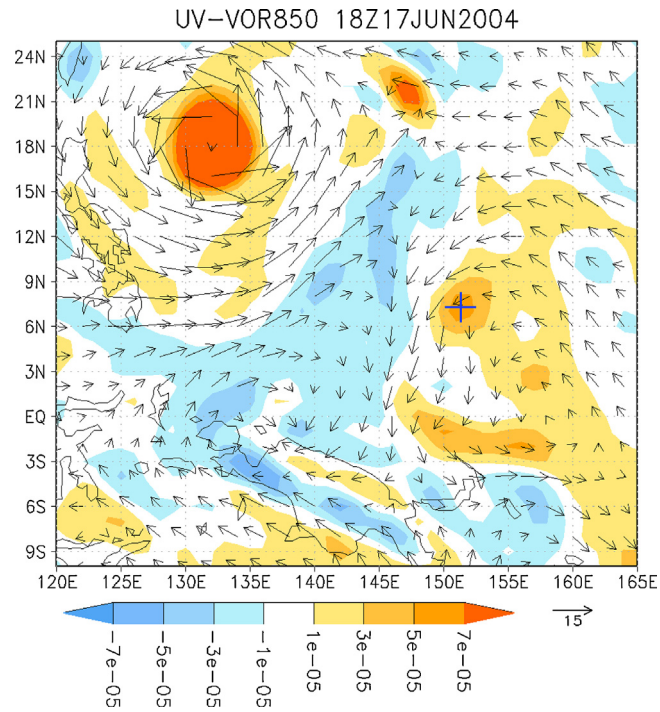 UV-VOR850 18Z17JUN2004
24N
21N
18N
15N
12N
9N
6N
3N
EQ
3S
6S
9S
120E 125E 130E 135E 140E 145E 150E 155E 160E 165E
-7e-05 -5e-05 -3e-05 -1e-05 1e-05 3e-05 5e-05 7e-05
15